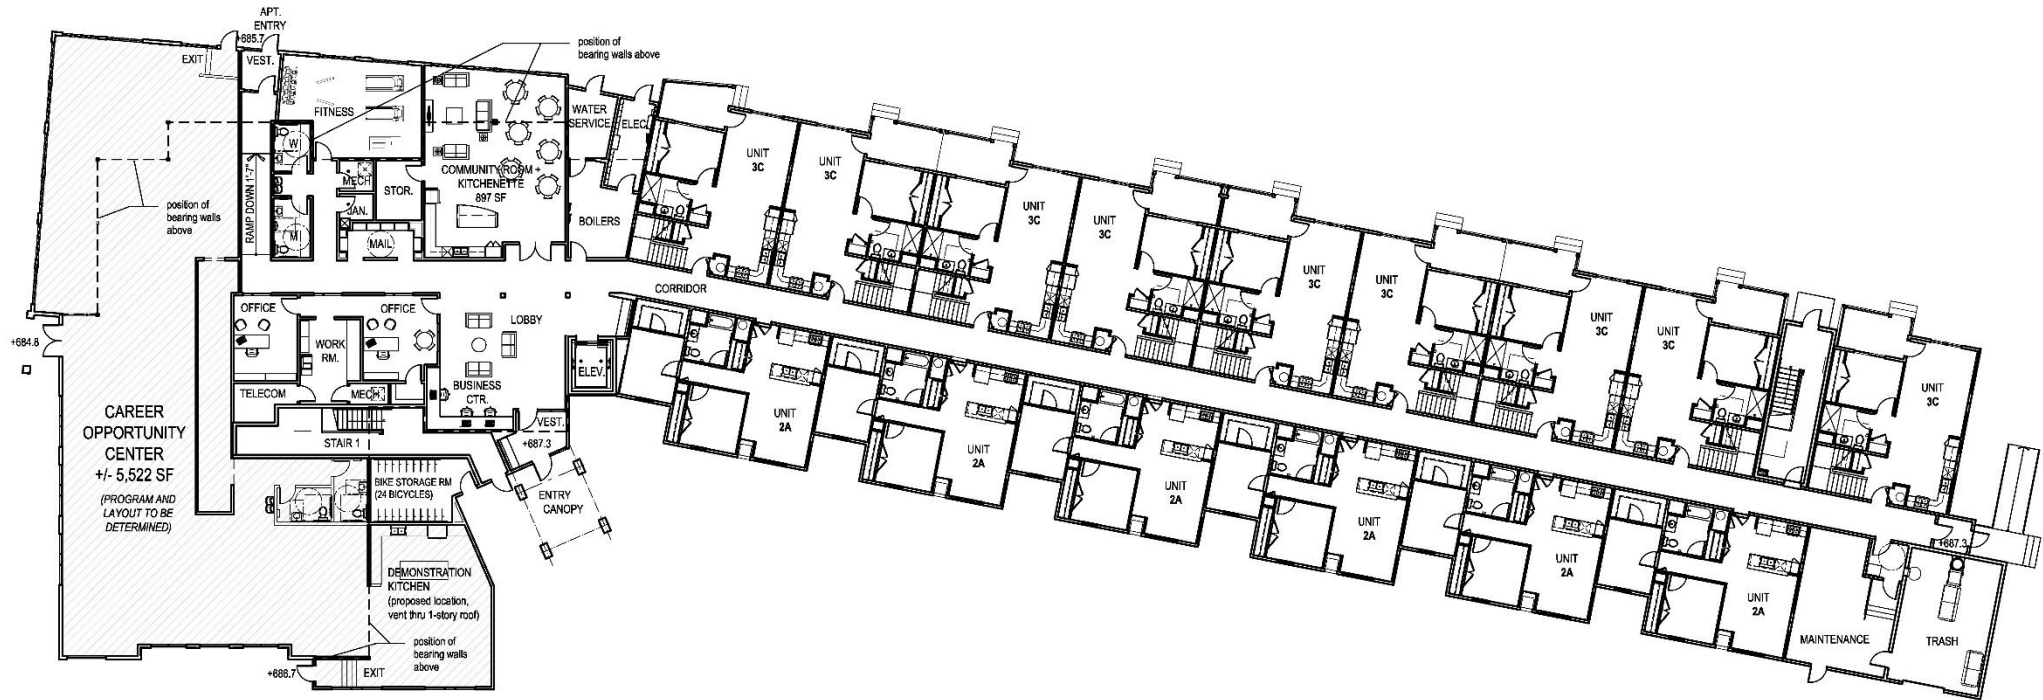 APT.
ENTRY
+685.7
EXIT
VEST.
position of
bearing walls above
FITNESS
WATER
SERVICE
ELEC.
W
MECH
STOR.
COMMUNITY ROOM +
KITCHENETTE
897 SF
RAMP DOWN 1'-7"
JAN.
M
MAIL
BOILERS
position of
bearing walls
above
UNIT
3C
UNIT
3C
UNIT
3C
UNIT
3C
UNIT
3C
UNIT
3C
UNIT
3C
UNIT
3C
UNIT
3C
CORRIDOR
OFFICE
OFFICE
LOBBY
WORK
RM.
+684.8
ELEV.
TELECOM
MECH
BUSINESS
CTR.
VEST.
+687.3
STAIR 1
CAREER
OPPORTUNITY
CENTER
+/- 5,522 SF
(PROGRAM AND
LAYOUT TO BE
DETERMINED)
BIKE STORAGE RM
(24 BICYCLES)
ENTRY
CANOPY
UNIT
2A
UNIT
2A
UNIT
2A
UNIT
2A
UNIT
2A
UNIT
2A
+687.3
DEMONSTRATION
KITCHEN
(proposed location,
vent thru 1-story roof)
position of
bearing walls
above
+686.7
EXIT
MAINTENANCE
TRASH